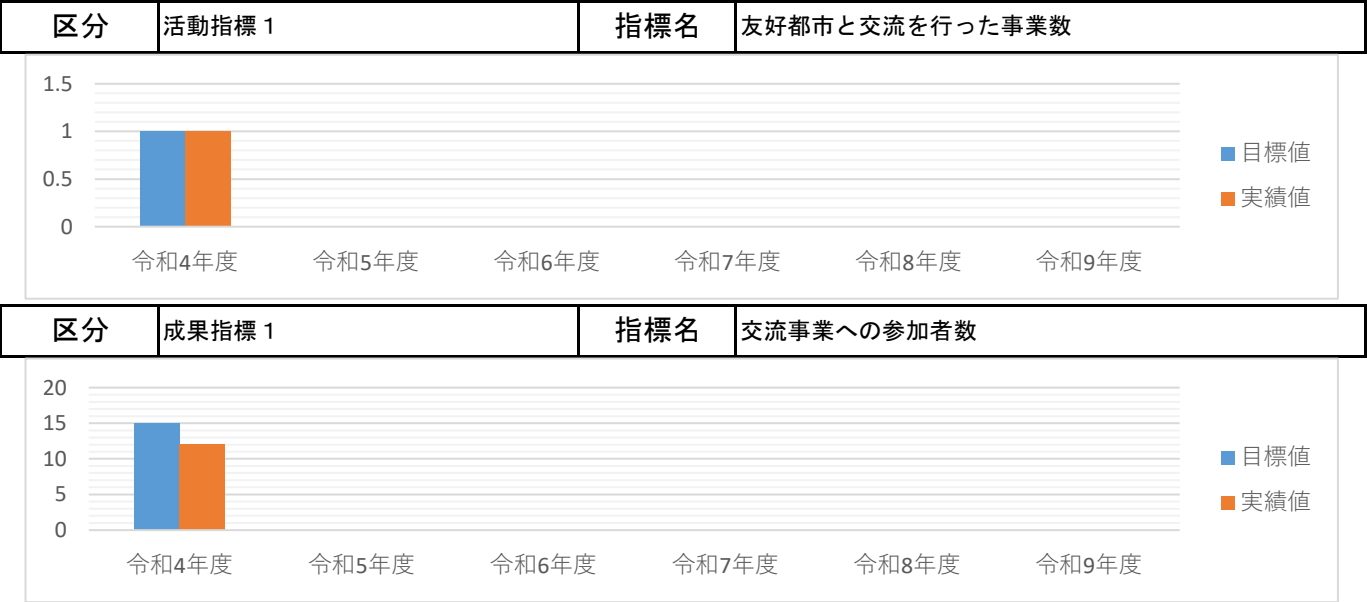 区分 活動指標１ 指標名 友好都市と交流を行った事業数
1.5
1
0.5
0
令和4年度 令和5年度 令和6年度 令和7年度 令和8年度 令和9年度
目標値
実績値
区分 成果指標１ 指標名 交流事業への参加者数
20
15
10
5
0
令和4年度 令和5年度 令和6年度 令和7年度 令和8年度 令和9年度
目標値
実績値